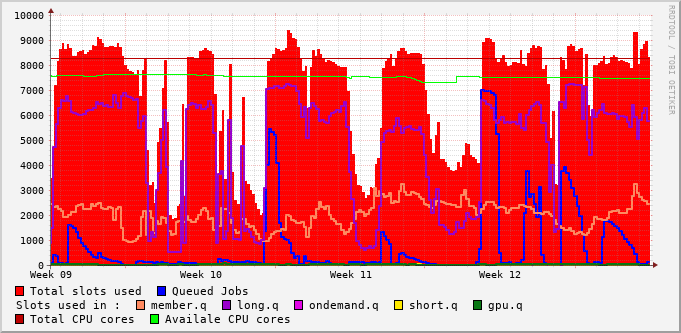 10000
9000
8000
7000
6000
5000
4000
3000
2000
1000
0
Week 09 Week 10 Week 11 Week 12
RRDTOOL / TOBI OETIKER
Total slots used Queued Jobs
Slots used in : member.q long.q ondemand.q short.q gpu.q
Total CPU cores Availale CPU cores